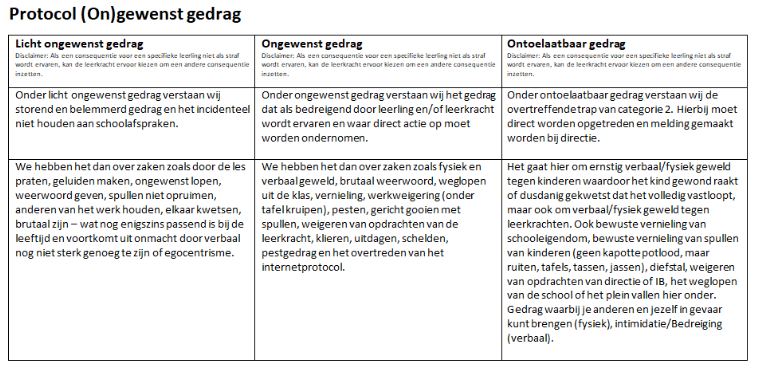 Protocol (On)gewenst gedrag
Licht ongewenst gedrag
Disclaimer: Als een consequentie voor een specifieke leerling niet als straf
wordt ervaren, kan de leerkracht ervoor kiezen om een andere consequentie
inzetten.
Ongewenst gedrag
Disclaimer: Als een consequentie voor een specifieke leerling niet als straf
wordt ervaren, kan de leerkracht ervoor kiezen om een andere consequentie
inzetten.
Ontoelaatbaar gedrag
Disclaimer: Als een consequentie voor een specifieke leerling niet als straf
wordt ervaren, kan de leerkracht ervoor kiezen om een andere consequentie
inzetten.
Onder licht ongewenst gedrag verstaan wij
storend en belemmerd gedrag en het incidenteel
niet houden aan schoolafspraken.
Onder ongewenst gedrag verstaan wij het gedrag
dat als bedreigend door leerling en/of leerkracht
wordt ervaren en waar direct actie op moet
worden ondernomen.
Onder ontoelaatbaar gedrag verstaan wij de
overtreffendetrap van categorie 2. Hierbij moet
direct worden opgetreden en melding gemaakt
worden bij directie.
We hebben het dan over zaken zoals door de les
praten, geluiden maken, ongewenst lopen,
weerwoord geven, spullen niet opruimen,
anderen van het werk houden, elkaar kwetsen,
brutaal zijn – wat nog enigszins passend is bij de
leeftijd en voortkomt uit onmacht door verbaal
nog niet sterk genoeg te zijn of egocentrisme.
We hebben het dan over zaken zoals fysiek en
verbaal geweld, brutaal weerwoord, weglopen
uit de klas, vernieling, werkweigering (onder
tafel kruipen), pesten, gericht gooien met
spullen, weigeren van opdrachten van de
leerkracht, klieren, uitdagen, schelden,
pestgedrag en het overtreden van het
internetprotocol.
Het gaat hier om ernstig verbaal/fysiek geweld
tegen kinderen waardoor het kind gewond raakt
of dusdanig gekwetst dat het volledig vastloopt,
maar ook om verbaal/fysiek geweld tegen
leerkrachten. Ook bewuste vernieling van
schooleigendom, bewuste vernieling van spullen
van kinderen (geen kapotte potlood, maar
ruiten, tafels, tassen, jassen), diefstal, weigeren
van opdrachten van directie of IB, het weglopen
van de school of het plein vallen hier onder.
Gedrag waarbij je anderen en jezelf in gevaar
kunt brengen (fysiek), intimidatie/Bedreiging
(verbaal).